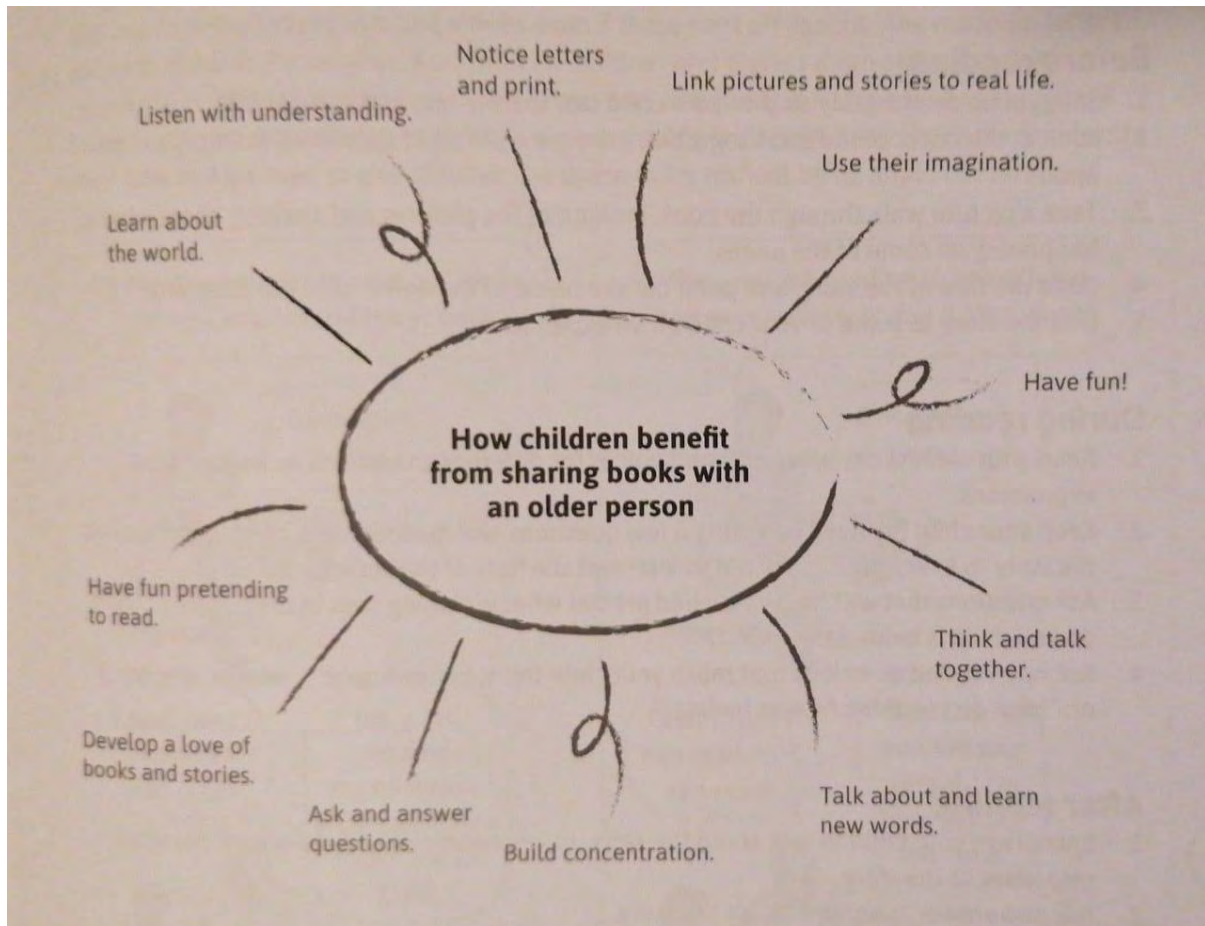 Notice letters
and print.
Link pictures and stories to real life.
Listen with understanding.
Use their imagination.
Learn about
the world.
Have fun!
How children benefit
from sharing books with
an older person
Have fun pretending
to read.
Think and talk
together.
Develop a love of
books and stories.
Ask and answer
questions.
Talk about and learn
new words.
Build concentration.